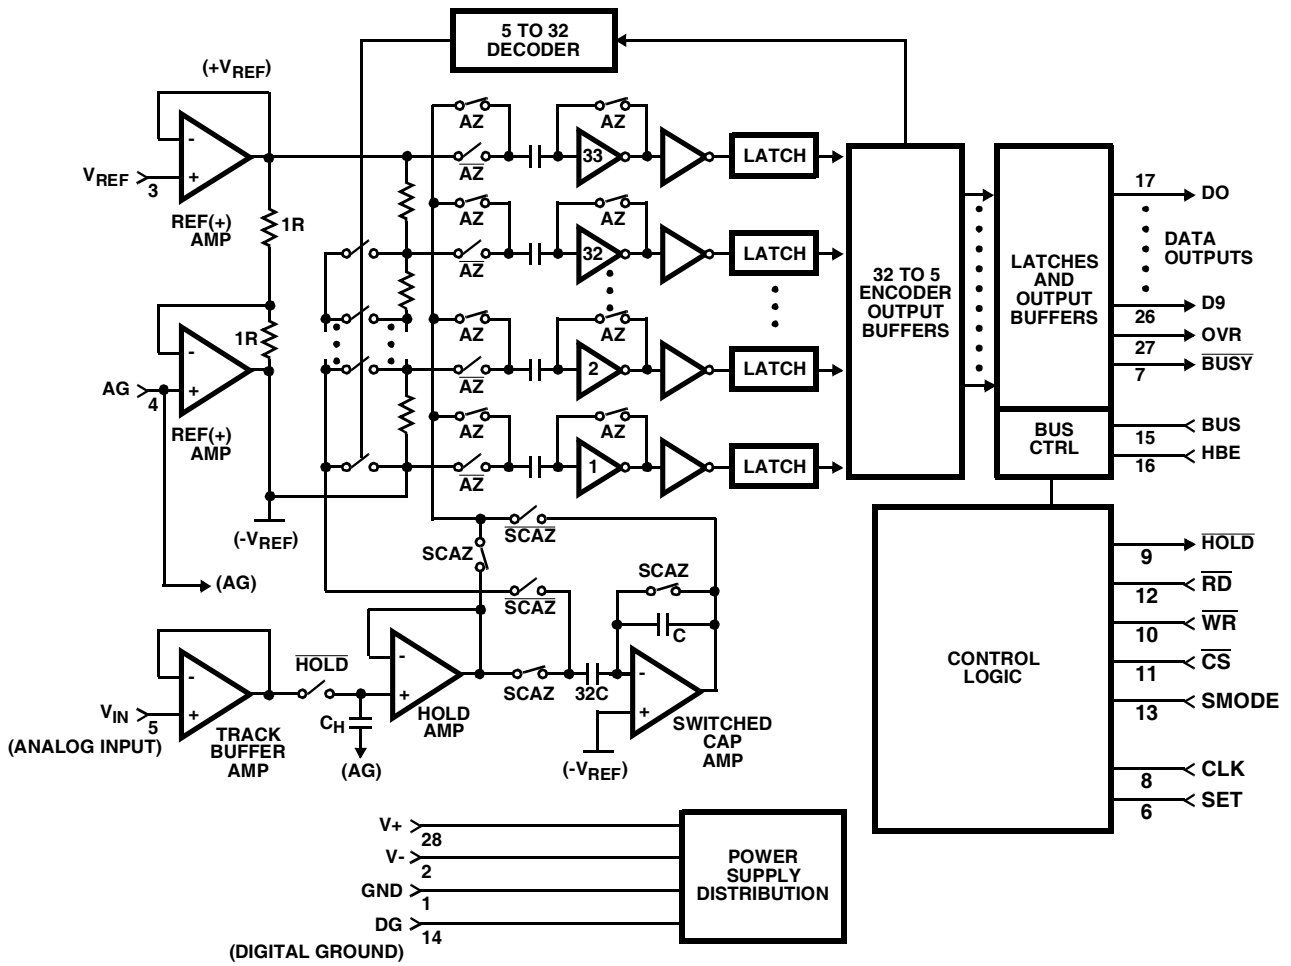 5 TO 32
DECODER
(+VREF)
-
+
VREF
3
REF(+)
AMP
1R
1R
-
+
AG
4
REF(+)
AMP
(-VREF)
(AG)
AZ
AZ
AZ
33
LATCH
AZ
AZ
AZ
32
LATCH
AZ
AZ
AZ
2
LATCH
AZ
AZ
AZ
1
LATCH
32 TO 5
ENCODER
OUTPUT
BUFFERS
LATCHES
AND
OUTPUT
BUFFERS
BUS
CTRL
17
DO
DATA
OUTPUTS
D9
26
OVR
27
BUSY
7
BUS
15
HBE
16
SCAZ
SCAZ
SCAZ
SCAZ
C
-
+
VIN
5
(ANALOG INPUT)
TRACK
BUFFER
AMP
HOLD
CH
(AG)
-
+
HOLD
AMP
SCAZ
32C
-
+
(-VREF)
SWITCHED
CAP
AMP
CONTROL
LOGIC
HOLD
9
RD
12
WR
10
CS
11
SMODE
13
CLK
8
SET
6
V+
28
V-
2
GND
1
DG
14
(DIGITAL GROUND)
POWER
SUPPLY
DISTRIBUTION